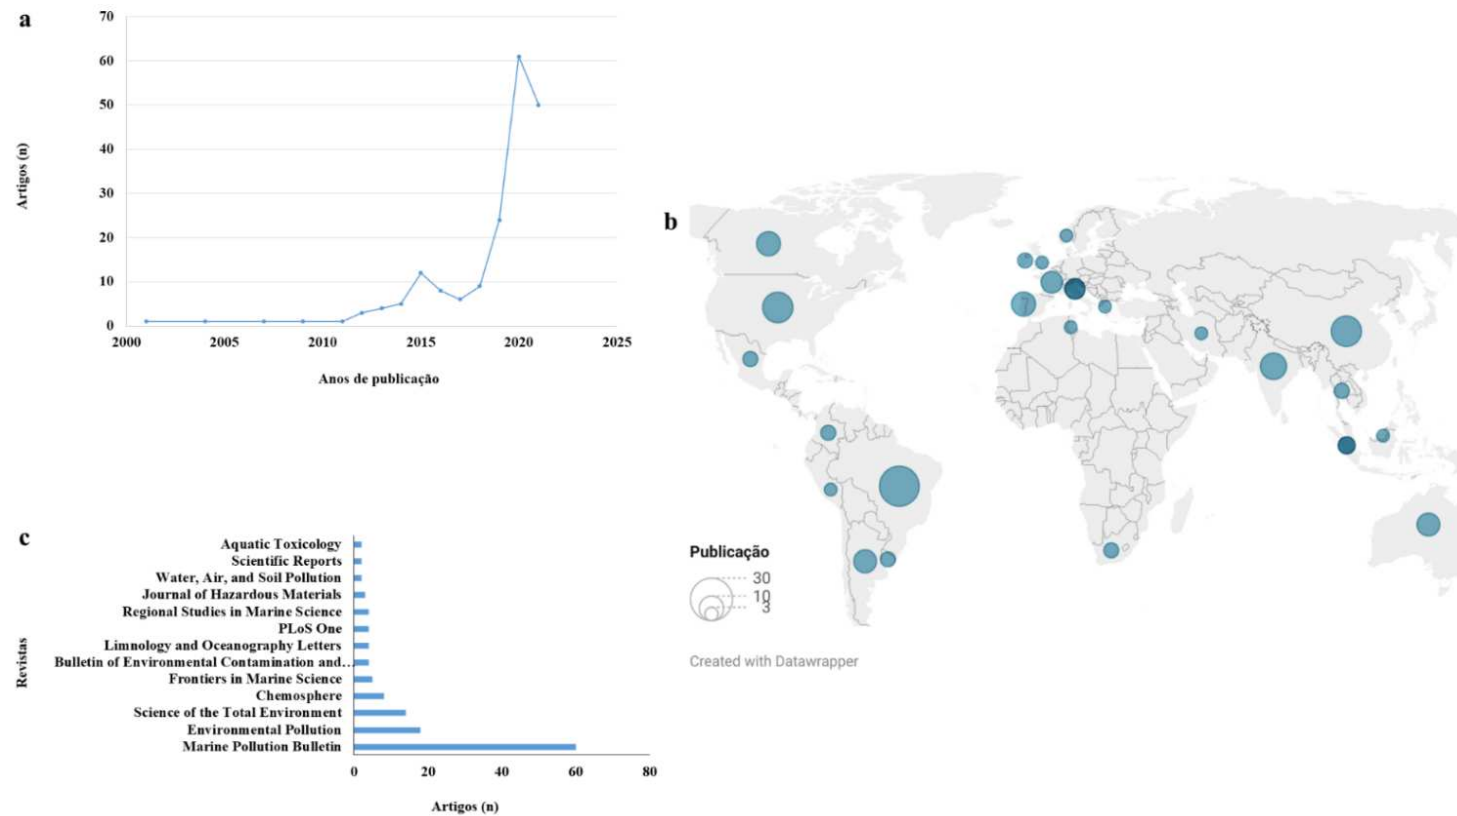 a
70
60
50
40
30
20
10
0
Artigos (n)
2000 2005 2010 2015 2020 2025
Anos de publicação
b
7
Publicação
30
10
3
Created with Datawrapper
c
Revistas
Aquatic Toxicology
Scientific Reports
Water, Air, and Soil Pollution
Journal of Hazardous Materials
Regional Studies in Marine Science
PLoS One
Limnology and Oceanography Letters
Bulletin of Environmental Contamination and…
Frontiers in Marine Science
Chemosphere
Science of the Total Environment
Environmental Pollution
Marine Pollution Bulletin
0 20 40 60 80
Artigos (n)